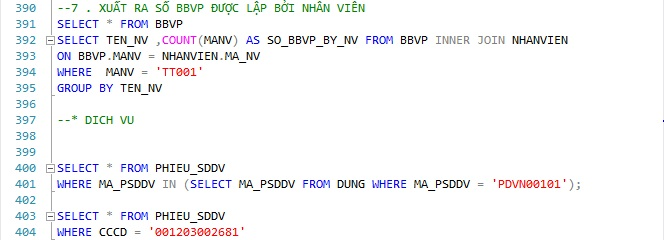 390 --7 . XUẤT RA SỐ BBVP ĐƯỢC LẬP BỞI NHÂN VIÊN
391 SELECT * FROM BBVP
392 SELECT TEN_NV ,COUNT(MANV) AS SO_BBVP_BY_NV FROM BBVP INNER JOIN NHANVIEN
393 ON BBVP.MANV = NHANVIEN.MA_NV
394 WHERE  MANV = 'TT001'
395 GROUP BY TEN_NV
396
397 --* DICH VU
398
399
400 SELECT * FROM PHIEU_SDDV
401 WHERE MA_PSDDV IN (SELECT MA_PSDDV FROM DUNG WHERE MA_PSDDV = 'PDVN00101');
402
403 SELECT * FROM PHIEU_SDDV
404 WHERE CCCD = '001203002681'